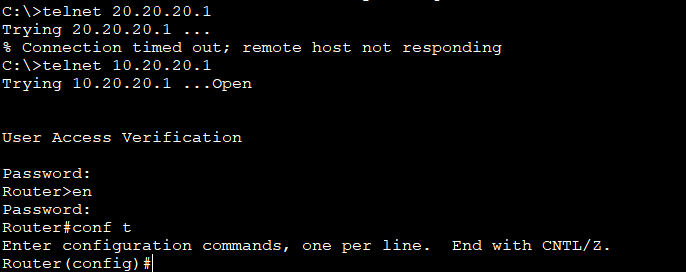 C:\>telnet 20.20.20.1
Trying 20.20.20.1 ...
% Connection timed out; remote host not responding
C:\>telnet 10.20.20.1
Trying 10.20.20.1 ...Open
User Access Verification
Password:
Router>en
Password:
Router#conf t
Enter configuration commands, one per line.  End with CNTL/Z.
Router(config)#